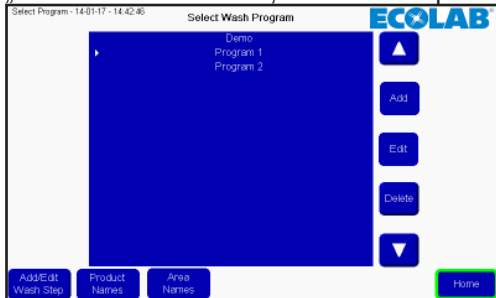 Select Program - 14-01-17 - 14:42:46
Select Wash Program
ECOLAB
Demo
Program 1
Program 2
Add
Edit
Delete
Add/Edit
Wash Step
Product
Names
Area
Names
Home